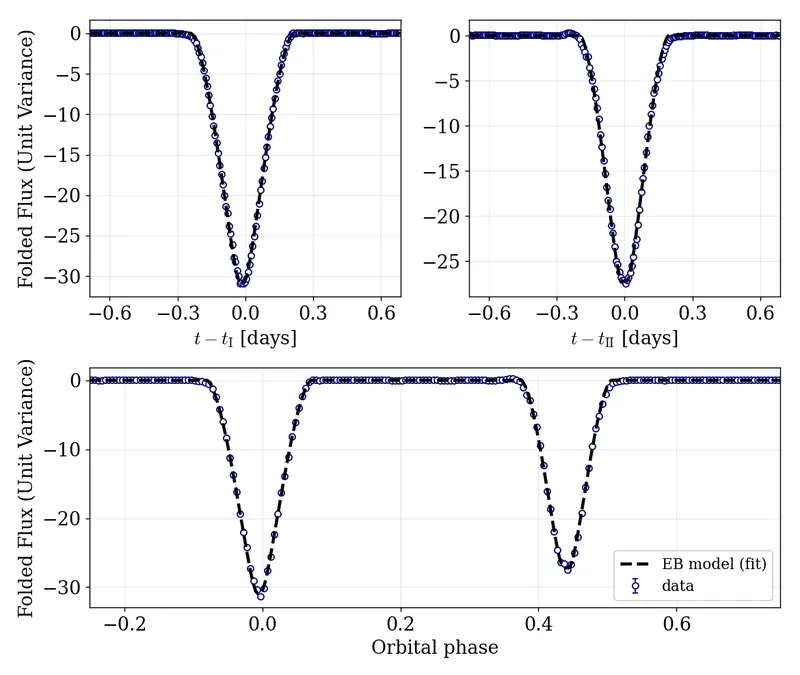 Folded Flux (Unit Variance)
0
−5
−10
−15
−20
−25
−30
−0.6 −0.3 0.0 0.3 0.6
t − tI [days]
0
−5
−10
−15
−20
−25
−0.6 −0.3 0.0 0.3 0.6
t − tII [days]
Folded Flux (Unit Variance)
0
−10
−20
−30
−0.2 0.0 0.2 0.4 0.6
Orbital phase
EB model (fit)
data